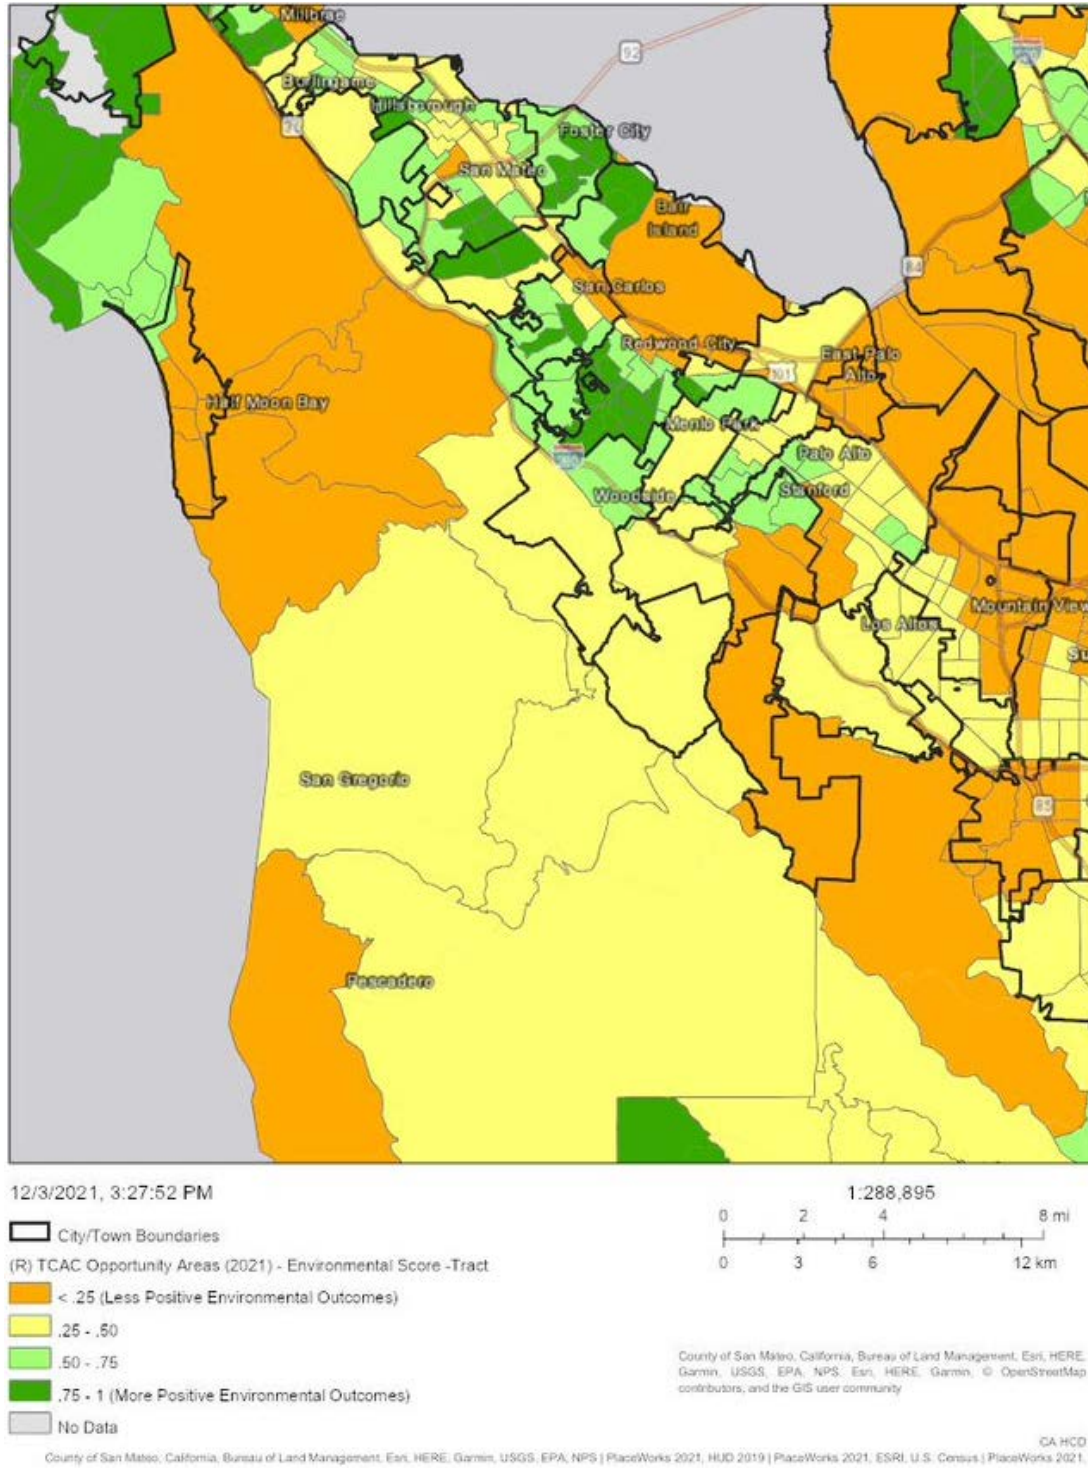 Millbrae
92
Burlingame
Hillsborough
Foster City
San Mateo
Bair
Island
84
San Carlos
Redwood City
East Palo
Alto
101
Half Moon Bay
Menlo Park
Palo Alto
Stanford
Woodside
Mountain View
Los Altos
Su
San Gregorio
85
Pescadero
12/3/2021, 3:27:52 PM
1:288,895
0 2 4 8 mi
0 3 6 12 km
City/Town Boundaries
(R) TCAC Opportunity Areas (2021) - Environmental Score -Tract
< .25 (Less Positive Environmental Outcomes)
.25 - .50
.50 - .75
.75 - 1 (More Positive Environmental Outcomes)
No Data
County of San Mateo, California, Bureau of Land Management, Esri, HERE,
Garmin, USGS, EPA, NPS, Esri, HERE, Garmin, © OpenStreetMap
contributors, and the GIS user community
CA HCD
County of San Mateo, California, Bureau of Land Management, Esri, HERE, Garmin, USGS, EPA, NPS | PlaceWorks 2021, HUD 2019 | PlaceWorks 2021, ESRI, U.S. Census | PlaceWorks 2021